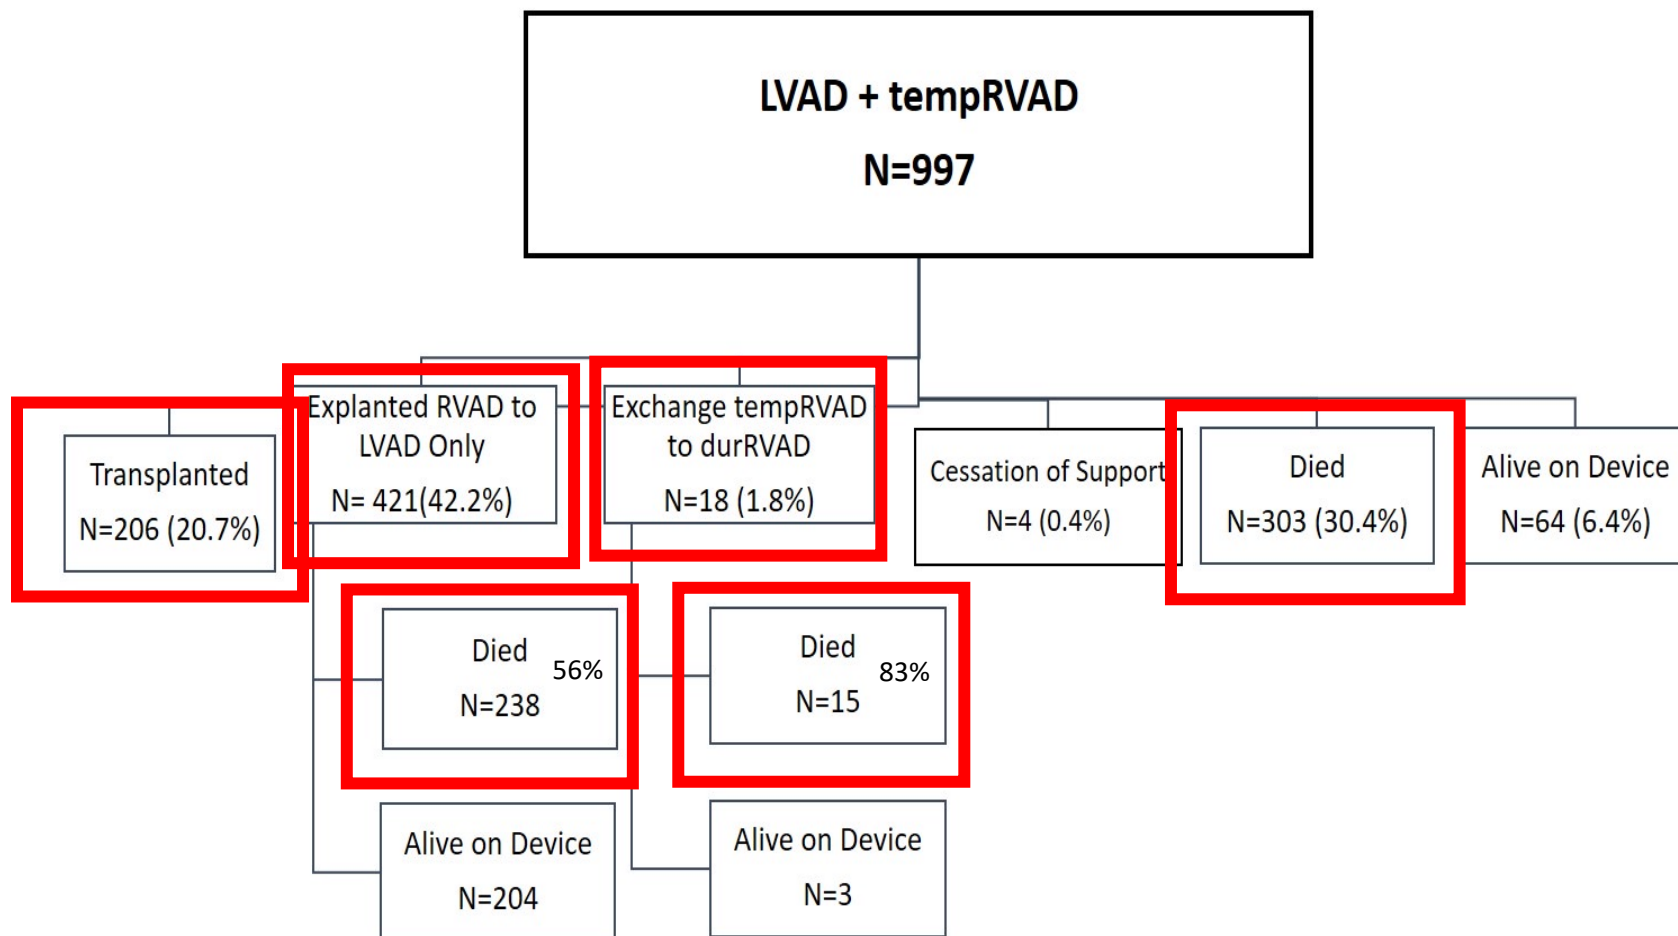 LVAD + tempRVAD
N=997
Transplanted
N=206 (20.7%)
Explanted RVAD to
LVAD Only
N= 421(42.2%)
Exchange tempRVAD
to durRVAD
N=18 (1.8%)
Cessation of Support
N=4 (0.4%)
Died
N=303 (30.4%)
Alive on Device
N=64 (6.4%)
Died
56%
N=238
Died
83%
N=15
Alive on Device
N=204
Alive on Device
N=3